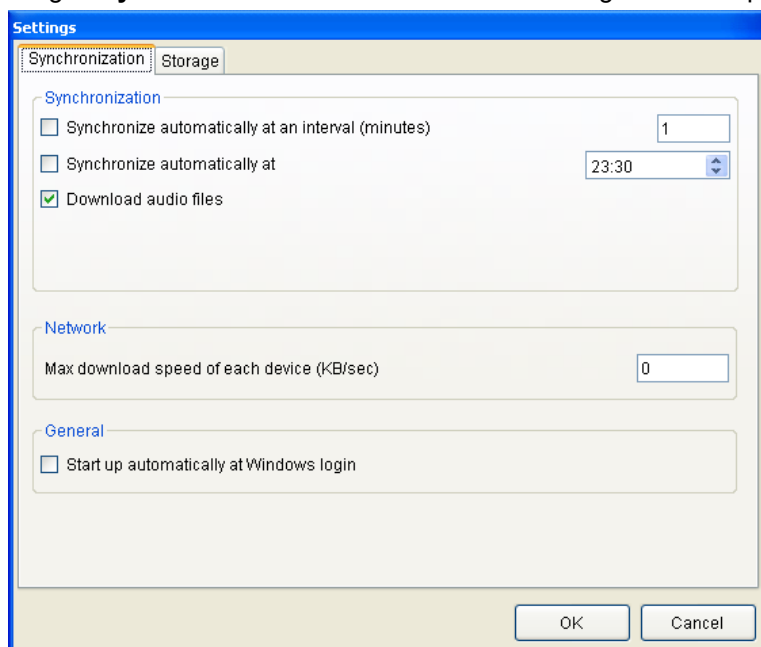 Settings
Synchronization Storage
Synchronization
Synchronize automatically at an interval (minutes) 1
Synchronize automatically at 23:30
Download audio files
Network
Max download speed of each device (KB/sec) 0
General
Start up automatically at Windows login
OK Cancel